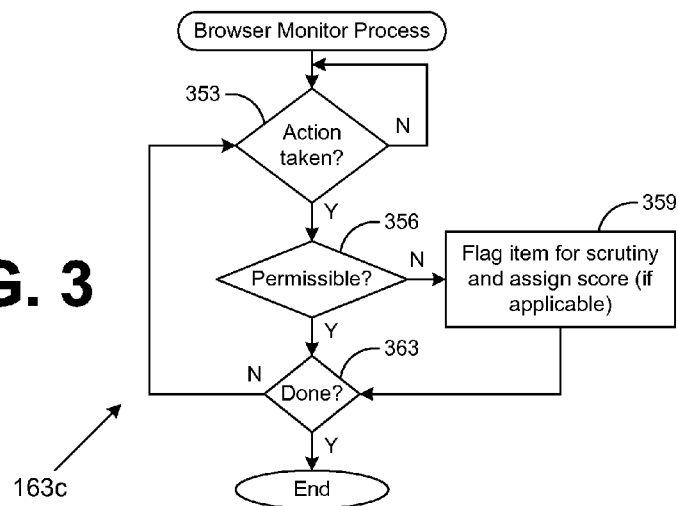 Browser Monitor Process
353
Action
taken?
N
Y
356
359
Permissible?
N
Flag item for scrutiny
and assign score (if
applicable)
Y
363
N
Done?
Y
163c
End
3